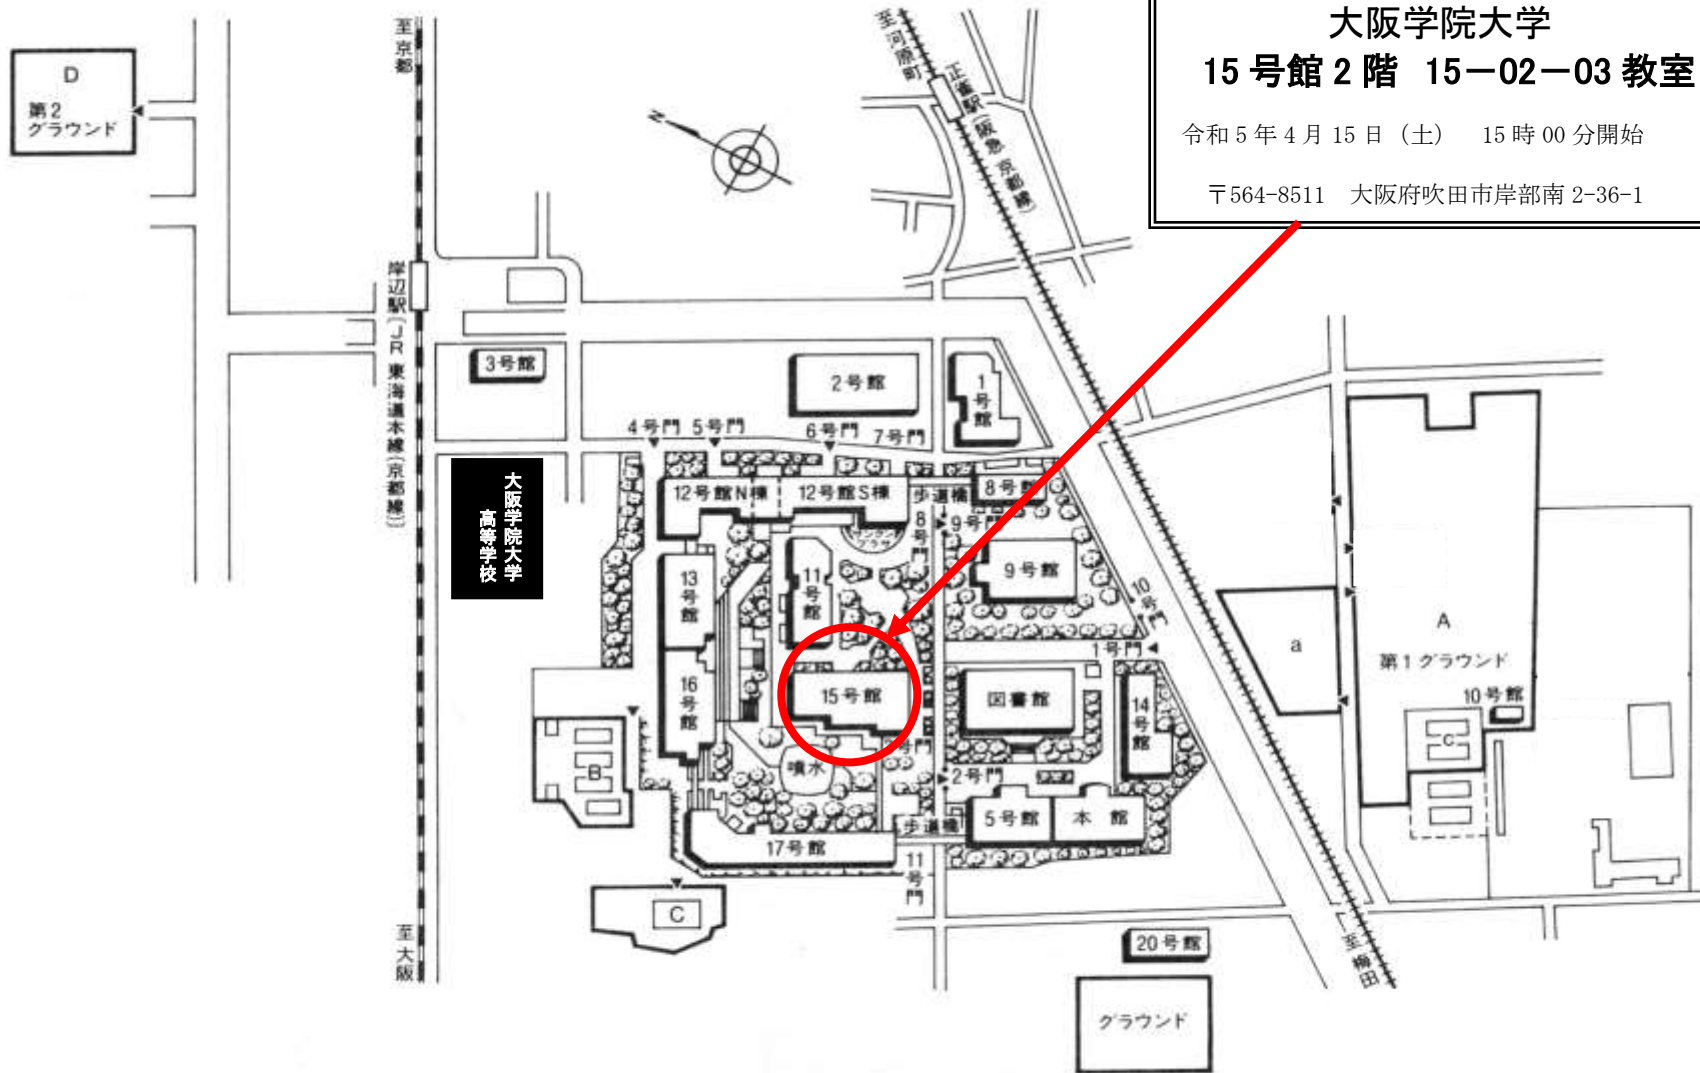 大阪学院大学
15 号館 2 階 15－02－03 教室
令和 5 年 4 月 15 日（土） 15 時 00 分開始
〒564-8511 大阪府吹田市岸部南 2-36-1
至京都
至河原町
正雀駅(阪急 京都線)
D
第2
グラウンド
N
岸辺駅〔JR 東海道本線(京都線)〕
3号館
2号館
1号館
4号門
5号門
6号門
7号門
大阪学院大学
高等学校
12号館N棟
12号館S棟
歩道橋
8号館
8号門
9号門
13号館
11号館
9号館
10号門
1号門
a
A
第1グラウンド
10号館
C
16号館
15号館
図書館
14号館
B
噴水
2号門
5号館
本館
歩道橋
17号館
11号門
C
至大阪
20号館
至梅田
グラウンド